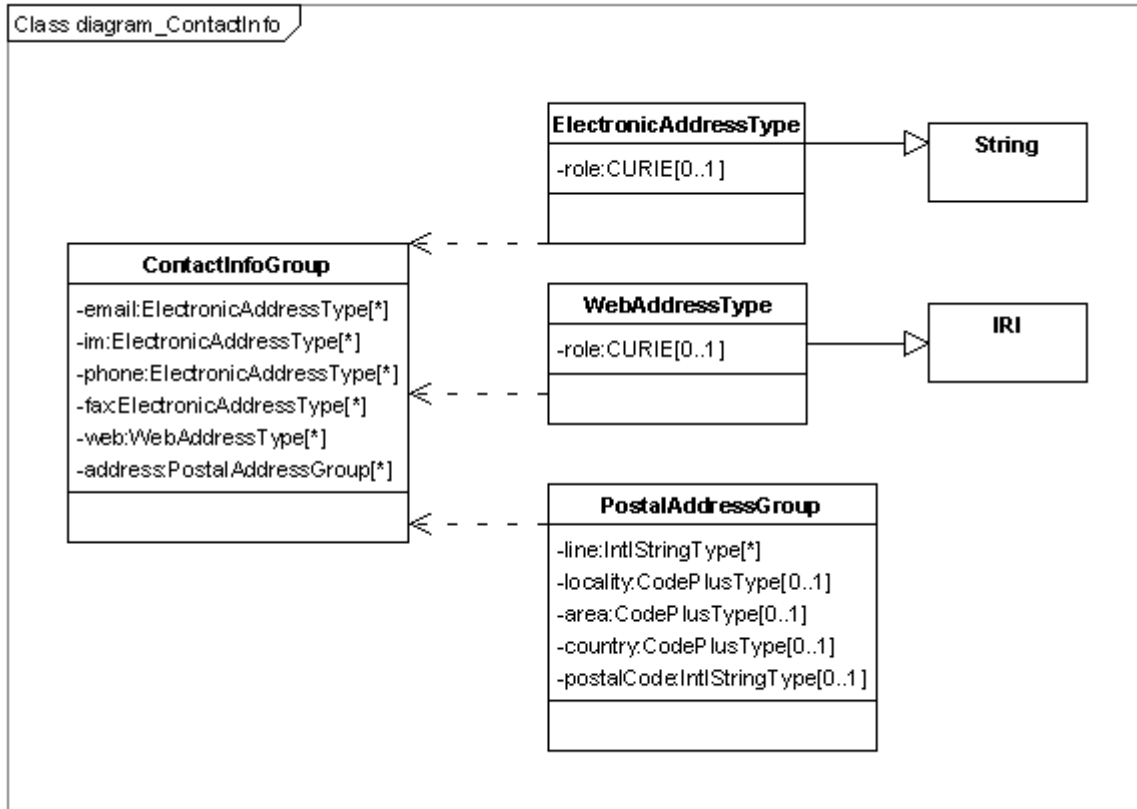 Class diagram_ContactInfo
ElectronicAddressType
-role:CURIE[0..1]
String
ContactInfoGroup
-email:ElectronicAddressType[*]
-im:ElectronicAddressType[*]
-phone:ElectronicAddressType[*]
-fax:ElectronicAddressType[*]
-web:WebAddressType[*]
-address:PostalAddressGroup[*]
WebAddressType
-role:CURIE[0..1]
IRI
PostalAddressGroup
-line:IntlStringType[*]
-locality:CodePlusType[0..1]
-area:CodePlusType[0..1]
-country:CodePlusType[0..1]
-postalCode:IntlStringType[0..1]